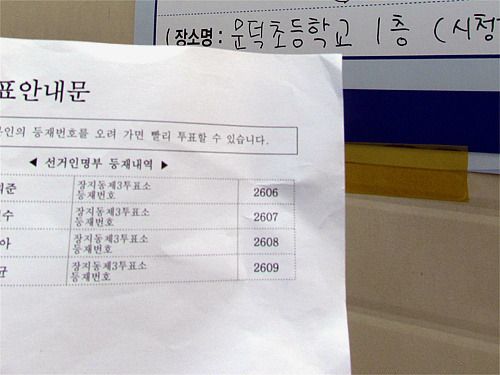 (장소명 : 문덕초등학교 1층 (시청
표안내문
본인의 등재번호를 오려 가면 빨리 투표할 수 있습니다.
◀ 선거인명부 등재내역 ▶
준 장지동제3투표소 등재번호 2606
수 장지동제3투표소 등재번호 2607
아 장지동제3투표소 등재번호 2608
균 장지동제3투표소 등재번호 2609